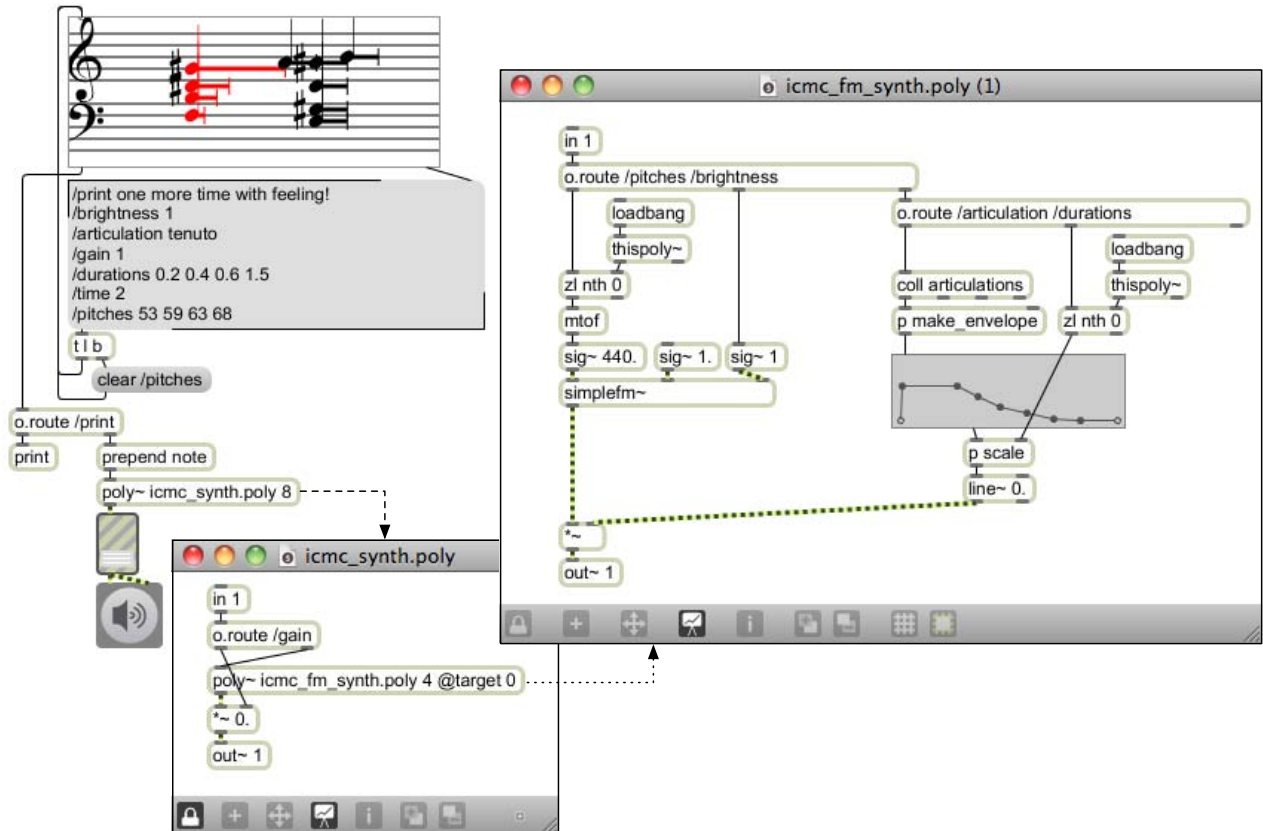 /print one more time with feeling!
/brightness 1
/articulation tenuto
/gain 1
/durations 0.2 0.4 0.6 1.5
/time 2
/pitches 53 59 63 68
t l b
clear /pitches
o.route /print
print
prepend note
poly~ icmc_synth.poly 8
icmc_synth.poly
in 1
o.route /gain
poly~ icmc_fm_synth.poly 4 @target 0
*~ 0.
out~ 1
icmc_fm_synth.poly (1)
in 1
o.route /pitches /brightness
loadbang
thispoly~
zl nth 0
mtof
sig~ 440.
sig~ 1.
sig~ 1
simplefm~
o.route /articulation /durations
loadbang
thispoly~
coll articulations
p make_envelope
zl nth 0
p scale
line~ 0.
*~
out~ 1